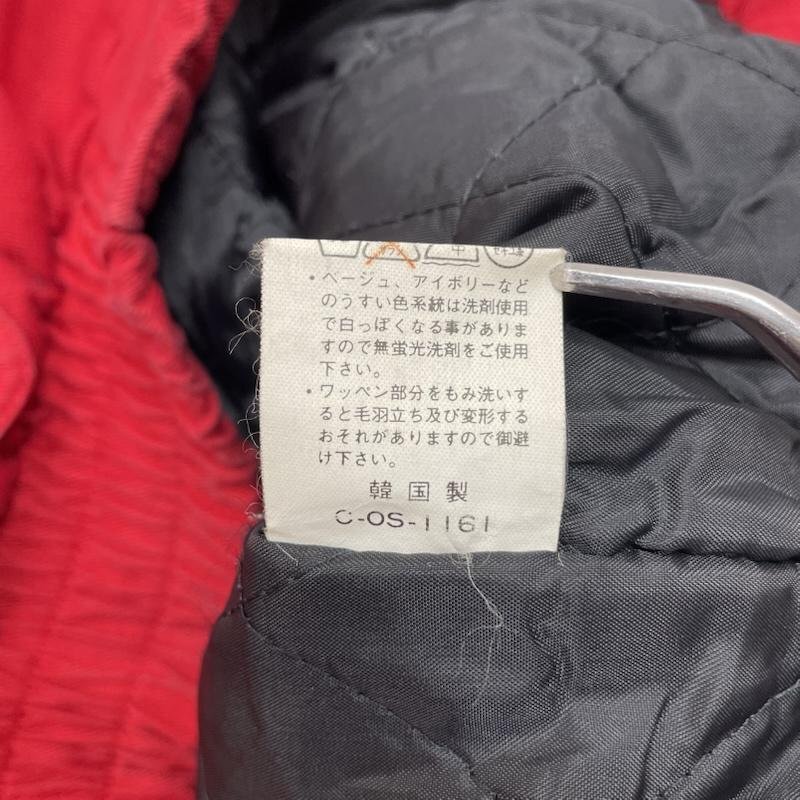 中 セキユ系
・ベージュ、アイボリーなど
のうすい色系統は洗剤使用
で白っぽくなる事がありま
すので無蛍光洗剤をご使用
下さい。
・ワッペン部分をもみ洗いす
ると毛羽立ち及び変形する
おそれがありますので御避
け下さい。
韓国製
C-OS-1161